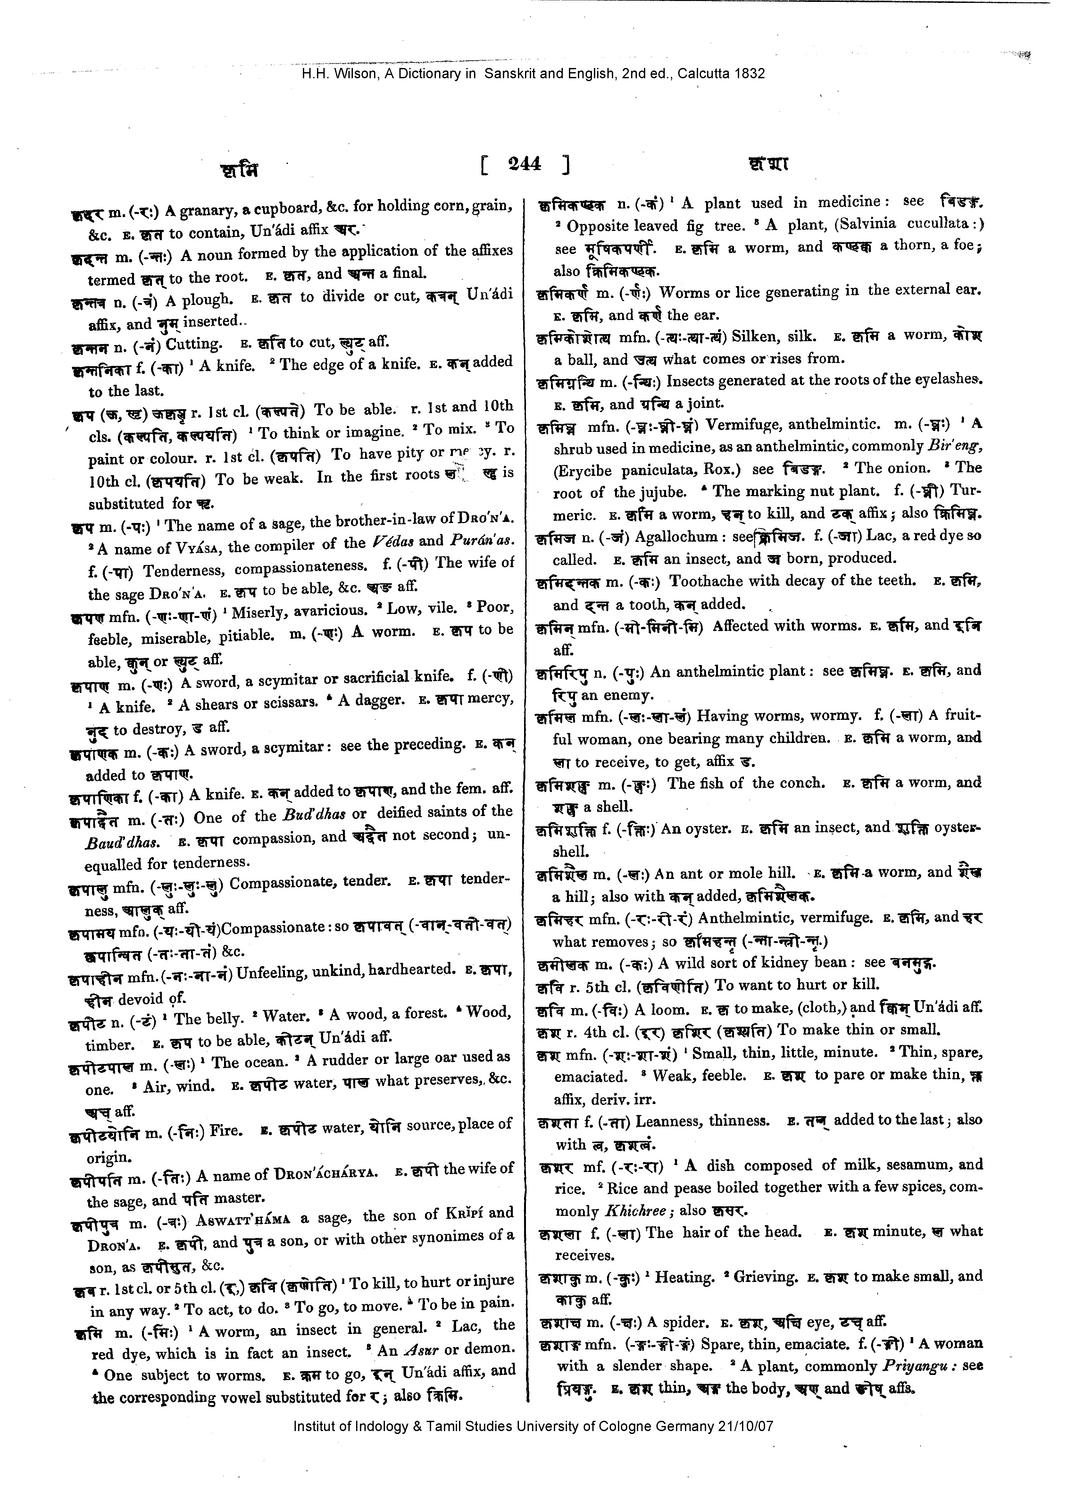 H.H. Wilson, A Dictionary in Sanskrit and English, 2nd ed., Calcutta 1832
कृमि [ 244 ] कृशा
कृदर m. (-रः) A granary, a cupboard, &c. for holding corn, grain,
&c. E. कृत to contain, Un'ádi affix अर.
कृदन्त m. (-न्तः) A noun formed by the application of the affixes
termed कृत् to the root. E. कृत, and अन्त a final.
कृन्तत्र n. (-त्रं) A plough. E. कृत to divide or cut, कत्रन् Un'ádi
affix, and नुम् inserted..
कृन्तन n. (-नं) Cutting. E. कृति to cut, ल्युट् aff.
कृन्तनिका f. (-का) ¹ A knife. ² The edge of a knife. E. कन् added
to the last.
कृप (ऊ, ऌ) ऊकृपॢ r. 1st cl. (कल्पते) To be able. r. 1st and 10th
cls. (कल्पति, कल्पयति) ¹ To think or imagine. ² To mix. ³ To
paint or colour. r. 1st cl. (कृपति) To have pity or mercy. r.
10th cl. (कृपयति) To be weak. In the first roots ऌ is
substituted for ऋ.
कृप m. (-पः) ¹ The name of a sage, the brother-in-law of DRO'N'A.
² A name of VYÁSA, the compiler of the Védas and Purán'as.
f. (-पा) Tenderness, compassionateness. f. (-पी) The wife of
the sage DRO'N'A. E. कृप to be able, &c. अङ aff.
कृपण mfn. (-णः-णा-णं) ¹ Miserly, avaricious. ² Low, vile. ³ Poor,
feeble, miserable, pitiable. m. (-णः) A worm. E. कृप to be
able, कुन् or ल्युट् aff.
कृपाण m. (-णः) A sword, a scymitar or sacrificial knife. f. (-णी)
¹ A knife. ² A shears or scissars. ⁴ A dagger. E. कृपा mercy,
नुद् to destroy, ड aff.
कृपाणक m. (-कः) A sword, a scymitar: see the preceding. E. कन्
added to कृपाण.
कृपाणिका f. (-का) A knife. E. कन् added to कृपाण, and the fem. aff.
कृपाद्वैत m. (-तः) One of the Bud'dhas or deified saints of the
Baud'dhas. E. कृपा compassion, and अद्वैत not second; un-
equalled for tenderness.
कृपालु mfn. (-लुः-लुः-लु) Compassionate, tender. E. कृपा tender-
ness, आलुक् aff.
कृपामय mfn. (-यः-यी-यं) Compassionate: so कृपावत् (-वान्-वती-वत्)
कृपान्वित (-तः-ता-तं) &c.
कृपाहीन mfn. (-नः-ना-नं) Unfeeling, unkind, hardhearted. E. कृपा,
हीन devoid of.
कृपीट n. (-टं) ¹ The belly. ² Water. ³ A wood, a forest. ⁴ Wood,
timber. E. कृप to be able, कीटन् Un'ádi aff.
कृपीटपाल m. (-लः) ¹ The ocean. ² A rudder or large oar used as
one. ³ Air, wind. E. कृपीट water, पाल what preserves, &c.
अच् aff.
कृपीटयोनि m. (-निः) Fire. E. कृपीट water, योनि source, place of
origin.
कृपीपति m. (-तिः) A name of DRON'ÁCHÁRYA. E. कृपी the wife of
the sage, and पति master.
कृपीपुत्र m. (-त्रः) ASWATT'HÁMA a sage, the son of KRĬPÍ and
DRON'A. E. कृपी, and पुत्र a son, or with other synonimes of a
son, as कृपीसुत, &c.
कृव r. 1st cl. or 5th cl. (र,) कृवि (कृणोति) ¹ To kill, to hurt or injure
in any way. ² To act, to do. ³ To go, to move. ⁴ To be in pain.
कृमि m. (-मिः) ¹ A worm, an insect in general. ² Lac, the
red dye, which is in fact an insect. ³ An Asur or demon.
⁴ One subject to worms. E. क्रम to go, इन् Un'ádi affix, and
the corresponding vowel substituted for र; also क्रिमि.
कृमिकण्टक n. (-कं) ¹ A plant used in medicine: see विडङ्ग.
² Opposite leaved fig tree. ³ A plant, (Salvinia cucullata:)
see मूषिकपर्णी. E. कृमि a worm, and कण्टक a thorn, a foe;
also क्रिमिकण्टक.
कृमिकर्ण m. (-र्णः) Worms or lice generating in the external ear.
E. कृमि, and कर्ण the ear.
कृमिकोशोत्थ mfn. (-त्थः-त्था-त्थं) Silken, silk. E. कृमि a worm, कोश
a ball, and उत्थ what comes or rises from.
कृमिग्रन्थि m. (-न्थिः) Insects generated at the roots of the eyelashes.
E. कृमि, and ग्रन्थि a joint.
कृमिघ्न mfn. (-घ्नः-घ्नी-घ्नं) Vermifuge, anthelmintic. m. (-घ्नः) ¹ A
shrub used in medicine, as an anthelmintic, commonly Bir'eng,
(Erycibe paniculata, Rox.) see विडङ्ग. ² The onion. ³ The
root of the jujube. ⁴ The marking nut plant. f. (-घ्नी) Tur-
meric. E. कृमि a worm, हन् to kill, and टक् affix; also क्रिमिघ्न.
कृमिज n. (-जं) Agallochum: see क्रिमिज. f. (-जा) Lac, a red dye so
called. E. कृमि an insect, and ज born, produced.
कृमिदन्तक m. (-कः) Toothache with decay of the teeth. E. कृमि,
and दन्त a tooth, कन् added.
कृमिन् mfn. (-मी-मिनी-मि) Affected with worms. E. कृमि, and इनि
aff.
कृमिरिपु n. (-पुः) An anthelmintic plant: see कृमिघ्न. E. कृमि, and
रिपु an enemy.
कृमिल mfn. (-लः-ला-लं) Having worms, wormy. f. (-ला) A fruit-
ful woman, one bearing many children. E. कृमि a worm, and
ला to receive, to get, affix ड.
कृमिशङ्ख m. (-ङ्खः) The fish of the conch. E. कृमि a worm, and
शङ्ख a shell.
कृमिशुक्ति f. (-क्तिः) An oyster. E. कृमि an insect, and शुक्ति oyster-
shell.
कृमिशैल m. (-लः) An ant or mole hill. E. कृमि a worm, and शैल
a hill; also with कन् added, कृमिशैलक.
कृमिहर mfn. (-रः-री-रं) Anthelmintic, vermifuge. E. कृमि, and हर
what removes; so कृमिहन्तृ (-न्ता-न्त्री-न्तृ.)
कृमीलक m. (-कः) A wild sort of kidney bean: see वनमुद्ग.
कृवि r. 5th cl. (कृविणोति) To want to hurt or kill.
कृवि m. (-विः) A loom. E. कृ to make, (cloth,) and क्विन् Un'ádi aff.
कृश r. 4th cl. (इर्) कृशिर (कृश्यति) To make thin or small.
कृश mfn. (-शः-शा-शं) ¹ Small, thin, little, minute. ² Thin, spare,
emaciated. ³ Weak, feeble. E. कृश to pare or make thin, क्त
affix, deriv. irr.
कृशता f. (-ता) Leanness, thinness. E. तल् added to the last; also
with त्व, कृशत्वं.
कृशर mf. (-रः-रा) ¹ A dish composed of milk, sesamum, and
rice. ² Rice and pease boiled together with a few spices, com-
monly Khichree; also कृसर.
कृशला f. (-ला) The hair of the head. E. कृश minute, ल what
receives.
कृशाकु m. (-कुः) ¹ Heating. ² Grieving. E. कृश to make small, and
काकु aff.
कृशाक्ष m. (-क्षः) A spider. E. कृश, अक्षि eye, टच् aff.
कृशाङ्ग mfn. (-ङ्गः-ङ्गी-ङ्गं) Spare, thin, emaciate. f. (-ङ्गी) ¹ A woman
with a slender shape. ² A plant, commonly Priyangu: see
प्रियङ्गु. E. कृश thin, अङ्ग the body, अण् and ङीष् affs.
Institut of Indology & Tamil Studies University of Cologne Germany 21/10/07